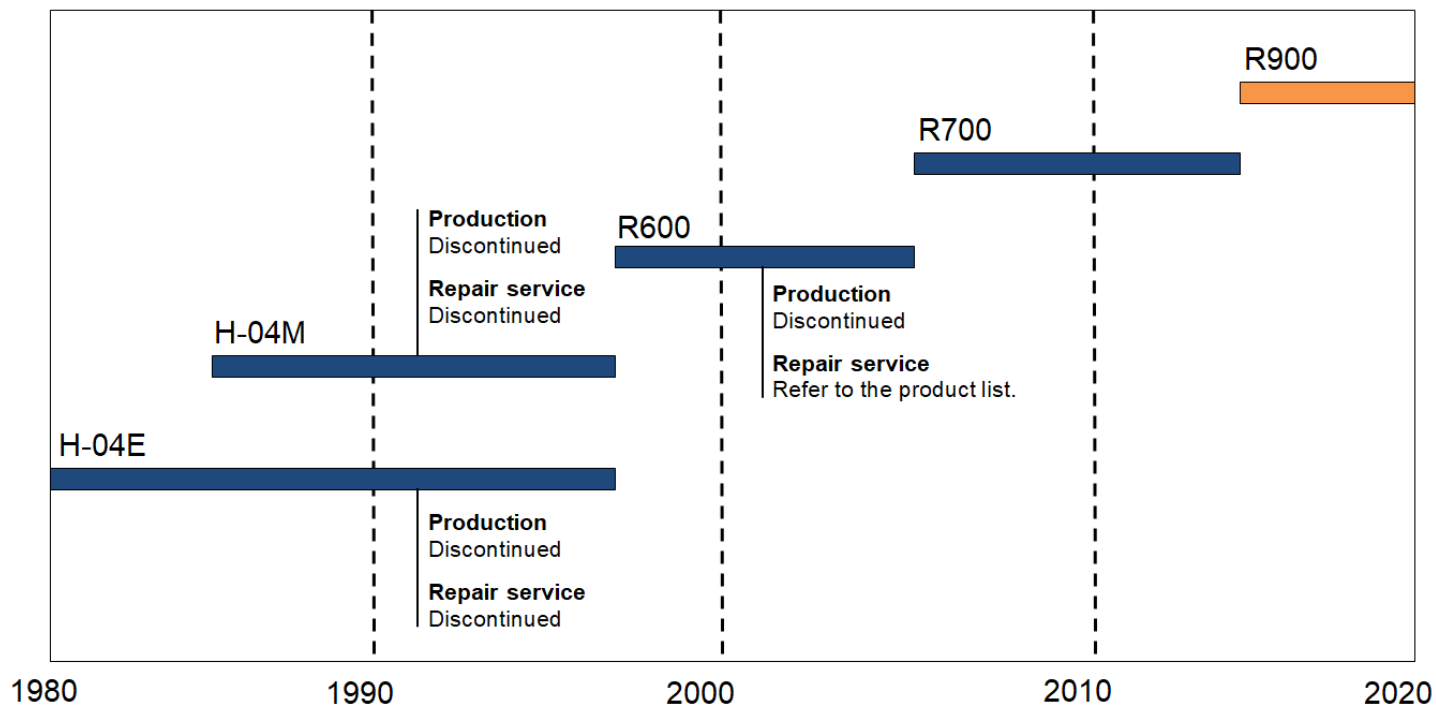 R900
R700
Production
Discontinued
Repair service
Discontinued
R600
Production
Discontinued
Repair service
Refer to the product list.
H-04M
H-04E
Production
Discontinued
Repair service
Discontinued
1980
1990
2000
2010
2020